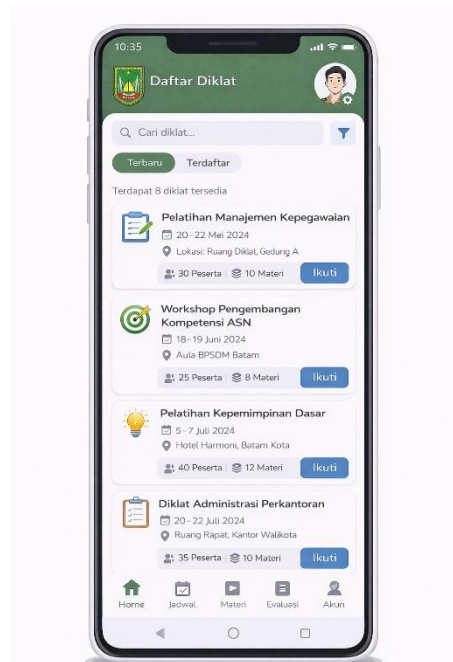 10:35
Daftar Diklat
Cari diklat...
Terbaru Terdaftar
Terdapat 8 diklat tersedia
Pelatihan Manajemen Kepegawaian
20-22 Mei 2024
Lokasi: Ruang Diklat, Gedung A
30 Peserta | 10 Materi Ikuti
Workshop Pengembangan
Kompetensi ASN
18-19 Juni 2024
Aula BPSDM Batam
25 Peserta | 8 Materi Ikuti
Pelatihan Kepemimpinan Dasar
5-7 Juli 2024
Hotel Harmoni, Batam Kota
40 Peserta | 12 Materi Ikuti
Diklat Administrasi Perkantoran
20-22 Juli 2024
Ruang Rapat, Kantor Walikota
35 Peserta | 10 Materi Ikuti
Home Jadwal Materi Evaluasi Akun